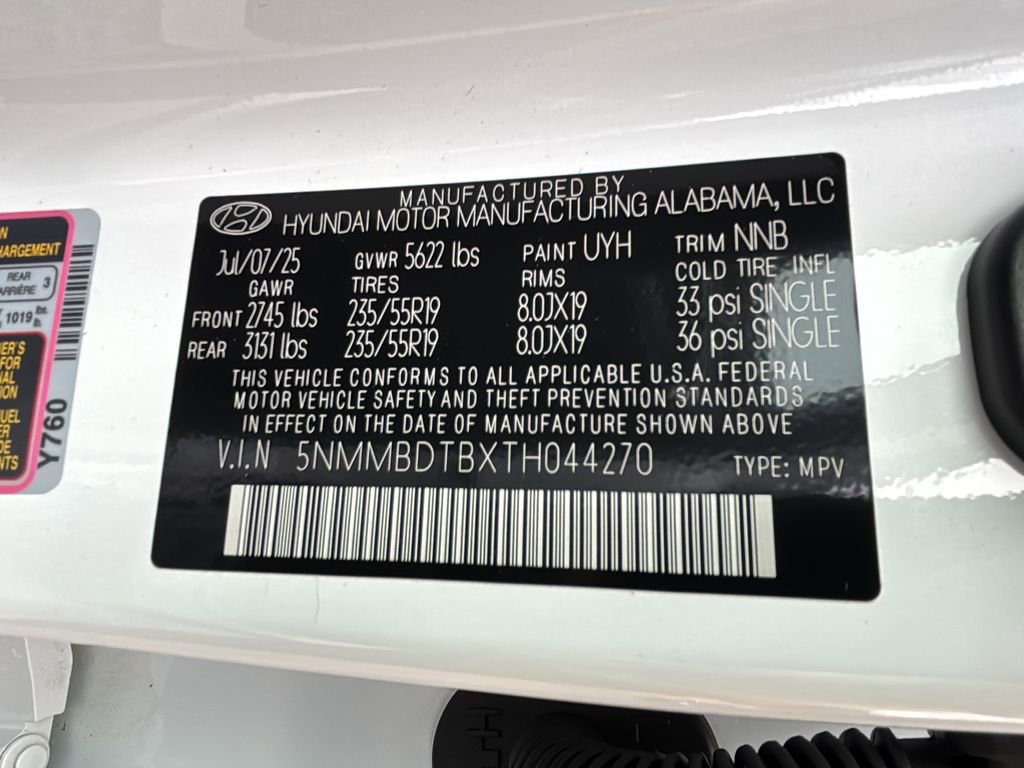 MANUFACTURED BY
HYUNDAI MOTOR MANUFACTURING ALABAMA, LLC
Jul/07/25 GVWR 5622 lbs PAINT UYH TRIM NNB
GAWR TIRES RIMS COLD TIRE INFL
FRONT 2745 lbs 235/55R19 8.0JX19 33 psi SINGLE
REAR 3131 lbs 235/55R19 8.0JX19 36 psi SINGLE
THIS VEHICLE CONFORMS TO ALL APPLICABLE U.S.A. FEDERAL
MOTOR VEHICLE SAFETY AND THEFT PREVENTION STANDARDS
IN EFFECT ON THE DATE OF MANUFACTURE SHOWN ABOVE
V.I.N 5NMMBDTBXTH044270 TYPE: MPV
REAR 3
1019
Y760